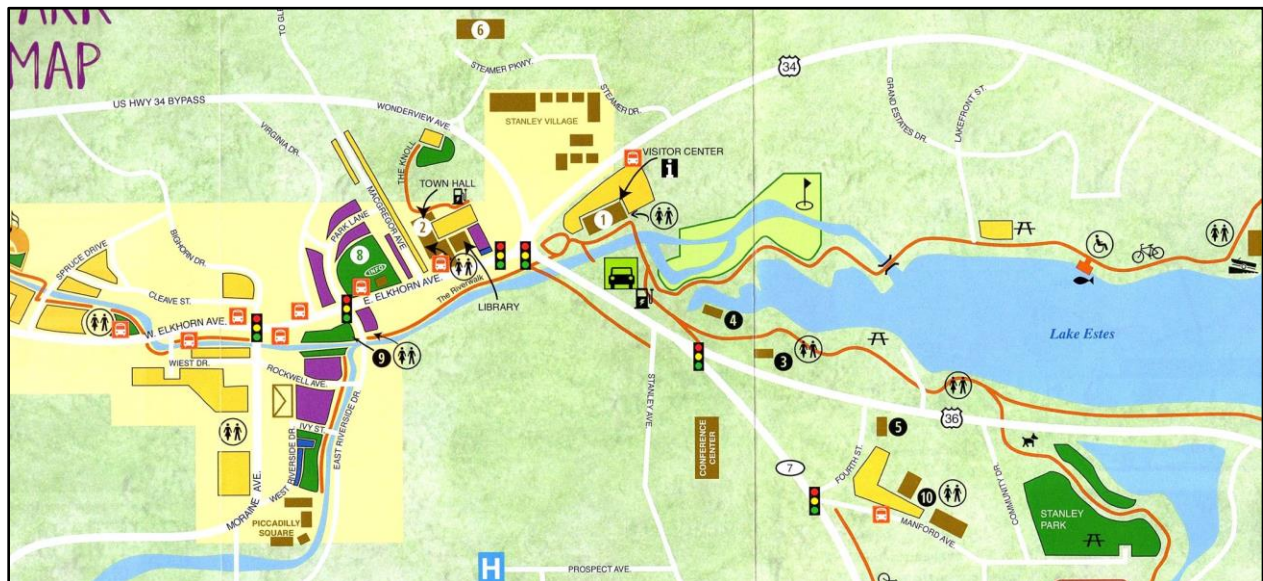 ARK
MAP
TO GL
6
STEAMER PKWY.
STEAMER DR.
34
US HWY 34 BYPASS
WONDERVIEW AVE.
STANLEY VILLAGE
GRAND ESTATES DR.
LAKEFRONT ST.
VIRGINIA DR.
THE KNOLL
VISITOR CENTER
i
TOWN HALL
MACGREGOR AVE.
1
2
PARK LANE
8
INFO
SPRUCE DRIVE
BIGHORN DR.
CLEAVE ST.
E. ELKHORN AVE.
The Riverwalk
LIBRARY
W. ELKHORN AVE.
4
Lake Estes
9
3
WIEST DR.
ROCKWELL AVE.
STANLEY AVE.
IVY ST.
WEST RIVERSIDE DR.
EAST RIVERSIDE DR.
MORAINE AVE.
PICCADILLY
SQUARE
CONFERENCE
CENTER
36
5
FOURTH ST.
7
10
COMMUNITY DR.
MANFORD AVE
STANLEY
PARK
H
PROSPECT AVE.